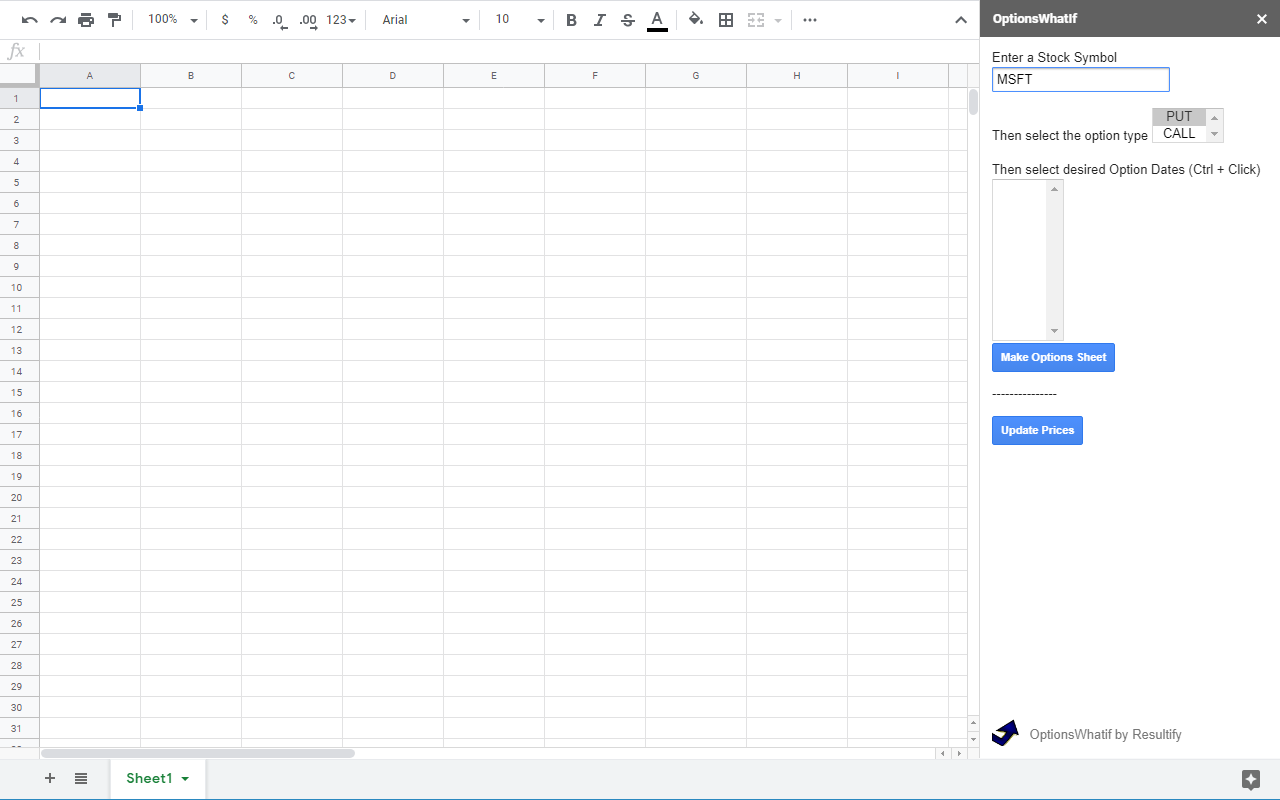 100% $ % .0 .00 123 Arial 10 B I S A
fx
A B C D E F G H I
1
2
3
4
5
6
7
8
9
10
11
12
13
14
15
16
17
18
19
20
21
22
23
24
25
26
27
28
29
30
31
Sheet1
OptionsWhatIf
Enter a Stock Symbol
MSFT
PUT
Then select the option type CALL
Then select desired Option Dates (Ctrl + Click)
Make Options Sheet
---------------
Update Prices
OptionsWhatif by Resultify